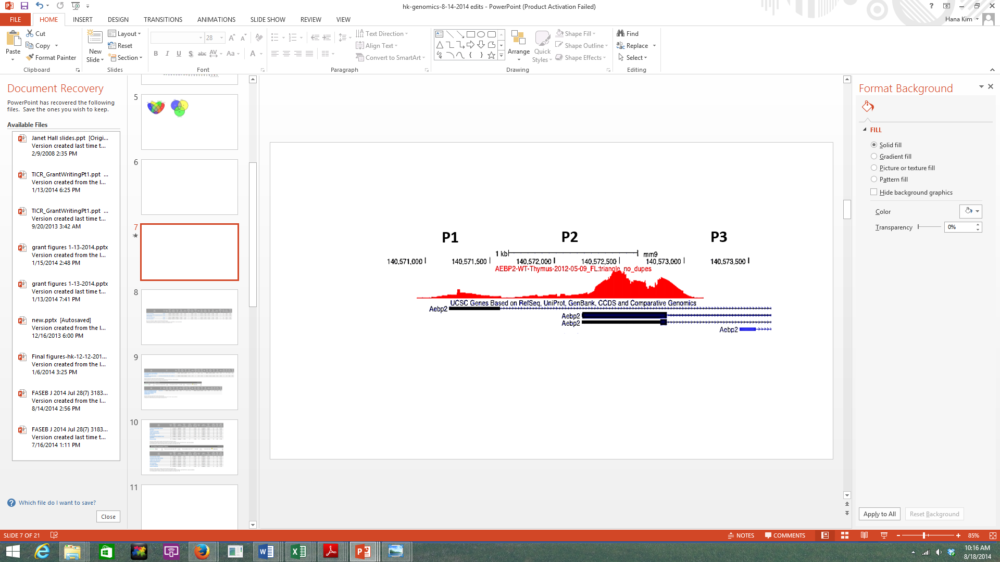 hk-genomics-8-14-2014 edits - PowerPoint (Product Activation Failed)
FILE HOME INSERT DESIGN TRANSITIONS ANIMATIONS SLIDE SHOW REVIEW VIEW
Hana Kim
Paste
Cut
Copy
Format Painter
Clipboard
New Slide
Layout
Reset
Section
Slides
28
B I U S abc AV Aa A
Font
Text Direction
Align Text
Convert to SmartArt
Paragraph
Arrange
Quick Styles
Shape Fill
Shape Outline
Shape Effects
Drawing
Find
Replace
Select
Editing
Document Recovery
PowerPoint has recovered the following
files. Save the ones you wish to keep.
Available Files
Janet Hall slides.ppt [Origi...
Version created last time t...
2/9/2008 2:35 PM
TICR_GrantWritingPt1.ppt ...
Version created from the l...
1/13/2014 6:25 PM
TICR_GrantWritingPt1.ppt ...
Version created last time t...
9/20/2013 3:42 AM
grant figures 1-13-2014.pptx
Version created from the l...
1/15/2014 2:48 PM
grant figures 1-13-2014.pptx
Version created from the l...
1/13/2014 7:41 PM
new.pptx [Autosaved]
Version created last time t...
12/16/2013 6:00 PM
Final figures-hk-12-12-201...
Version created from the l...
1/6/2014 3:25 PM
FASEB J 2014 Jul 28(7) 3183...
Version created from the l...
8/14/2014 2:56 PM
FASEB J 2014 Jul 28(7) 3183...
Version created last time t...
7/16/2014 1:11 PM
Which file do I want to save?
Close
5
6
7
8
9
10
11
P1 P2 P3
1 kb mm9
140,571,000 140,571,500 140,572,000 140,572,500 140,573,000 140,573,500
AEBP2-WT-Thymus-2012-05-09_FL:triangle_no_dupes
UCSC Genes Based on RefSeq, UniProt, GenBank, CCDS and Comparative Genomics
Aebp2
Aebp2
Aebp2
Aebp2
Format Background
FILL
Solid fill
Gradient fill
Picture or texture fill
Pattern fill
Hide background graphics
Color
Transparency 0%
Apply to All Reset Background
SLIDE 7 OF 21
NOTES COMMENTS 85%
10:16 AM
8/18/2014